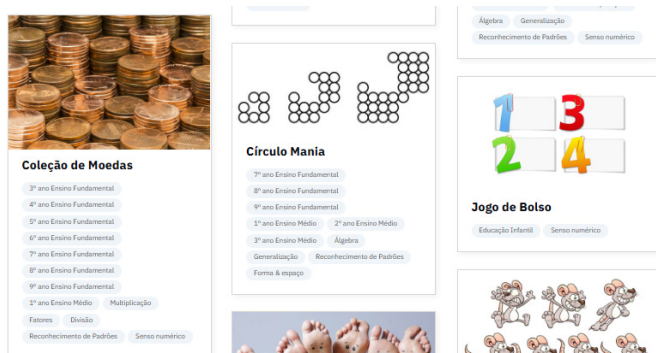 Coleção de Moedas
3º ano Ensino Fundamental
4º ano Ensino Fundamental
5º ano Ensino Fundamental
6º ano Ensino Fundamental
7º ano Ensino Fundamental
8º ano Ensino Fundamental
9º ano Ensino Fundamental
1º ano Ensino Médio Multiplicação
Fatores Divisão
Reconhecimento de Padrões Senso numérico
Círculo Mania
7º ano Ensino Fundamental
8º ano Ensino Fundamental
9º ano Ensino Fundamental
1º ano Ensino Médio 2º ano Ensino Médio
3º ano Ensino Médio Álgebra
Generalização Reconhecimento de Padrões
Forma & espaço
Álgebra Generalização
Reconhecimento de Padrões Senso numérico
1 3
2 4
Jogo de Bolso
Educação Infantil Senso numérico